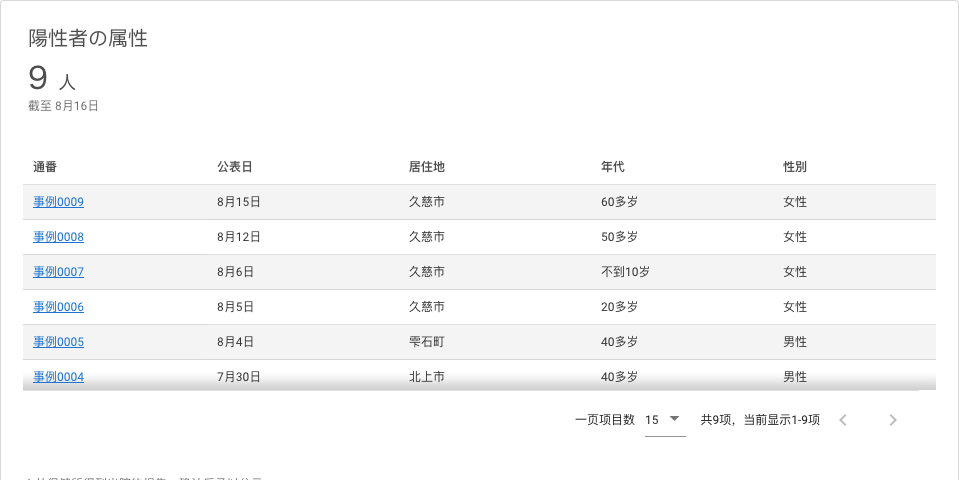 陽性者の属性
9 人
截至 8月16日
通番 公表日 居住地 年代 性別
事例0009 8月15日 久慈市 60多岁 女性
事例0008 8月12日 久慈市 50多岁 女性
事例0007 8月6日 久慈市 不到10岁 女性
事例0006 8月5日 久慈市 20多岁 女性
事例0005 8月4日 雫石町 40多岁 男性
事例0004 7月30日 北上市 40多岁 男性
一页项目数 15 共9项，当前显示1-9项